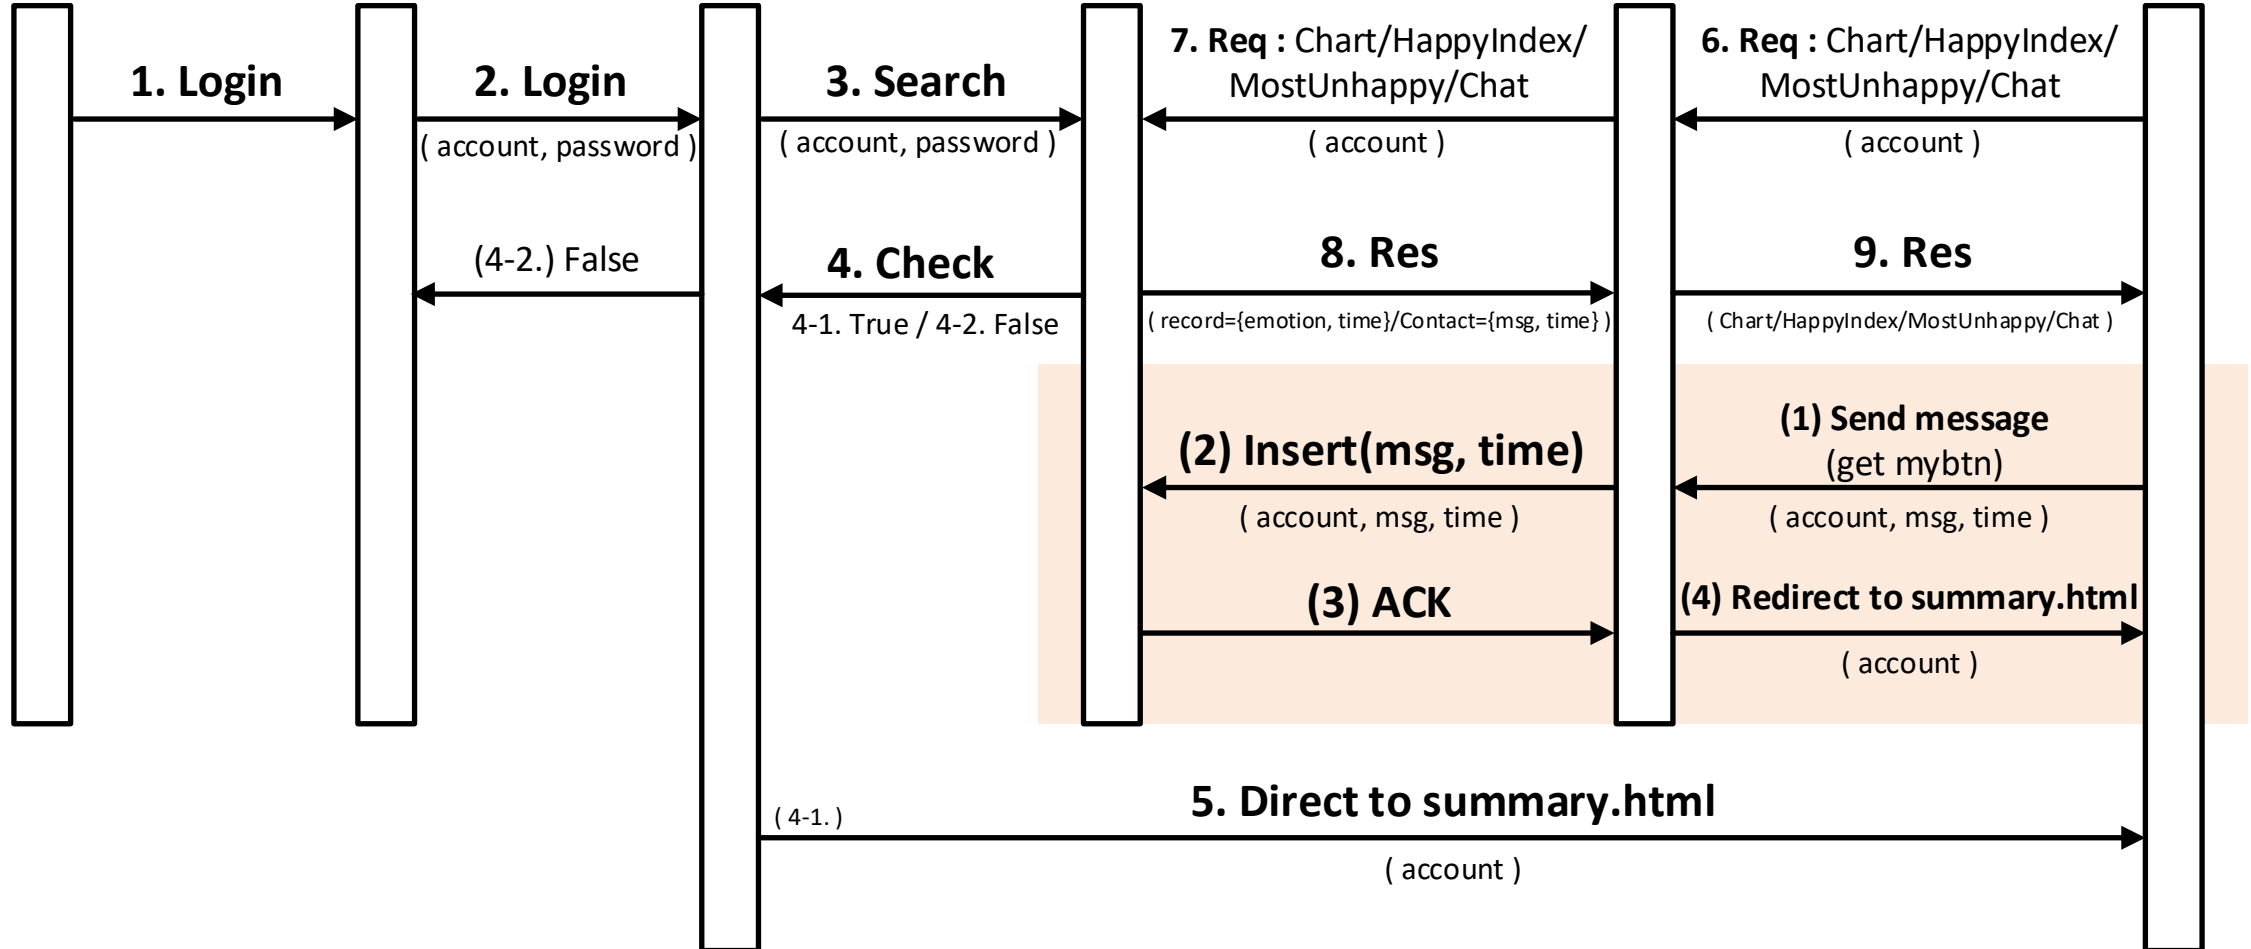 1. Login
2. Login
( account, password )
3. Search
( account, password )
7. Req : Chart/HappyIndex/
MostUnhappy/Chat
( account )
6. Req : Chart/HappyIndex/
MostUnhappy/Chat
( account )
(4-2.) False
4. Check
4-1. True / 4-2. False
8. Res
( record={emotion, time}/Contact={msg, time} )
9. Res
( Chart/HappyIndex/MostUnhappy/Chat )
(2) Insert(msg, time)
( account, msg, time )
(1) Send message
(get mybtn)
( account, msg, time )
(3) ACK
(4) Redirect to summary.html
( account )
( 4-1. )
5. Direct to summary.html
( account )